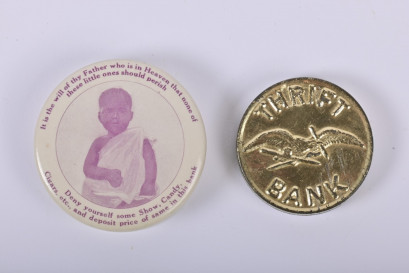 It is the will of thy Father who is in Heaven that none of
these little ones should perish
Deny yourself some Show, Candy,
Cigars, etc., and deposit price of same in this bank
THRIFT
BANK